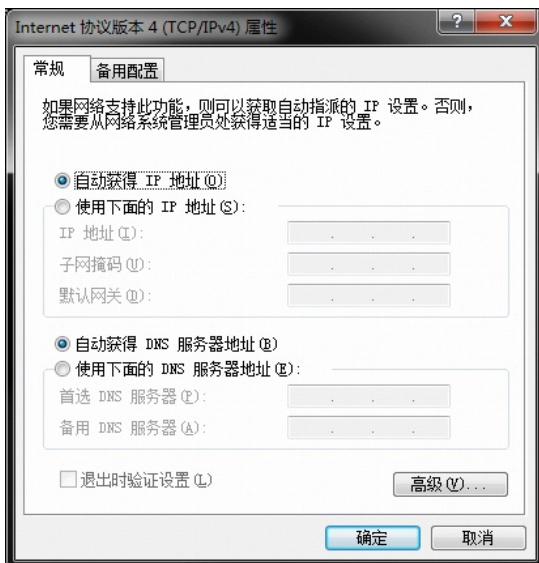 Internet 协议版本 4 (TCP/IPv4) 属性
常规 备用配置
如果网络支持此功能，则可以获取自动指派的 IP 设置。否则，
您需要从网络系统管理员处获得适当的 IP 设置。
自动获得 IP 地址(O)
使用下面的 IP 地址(S):
IP 地址(I):
子网掩码(U):
默认网关(D):
自动获得 DNS 服务器地址(B)
使用下面的 DNS 服务器地址(E):
首选 DNS 服务器(P):
备用 DNS 服务器(A):
退出时验证设置(L)
高级(V)...
确定 取消